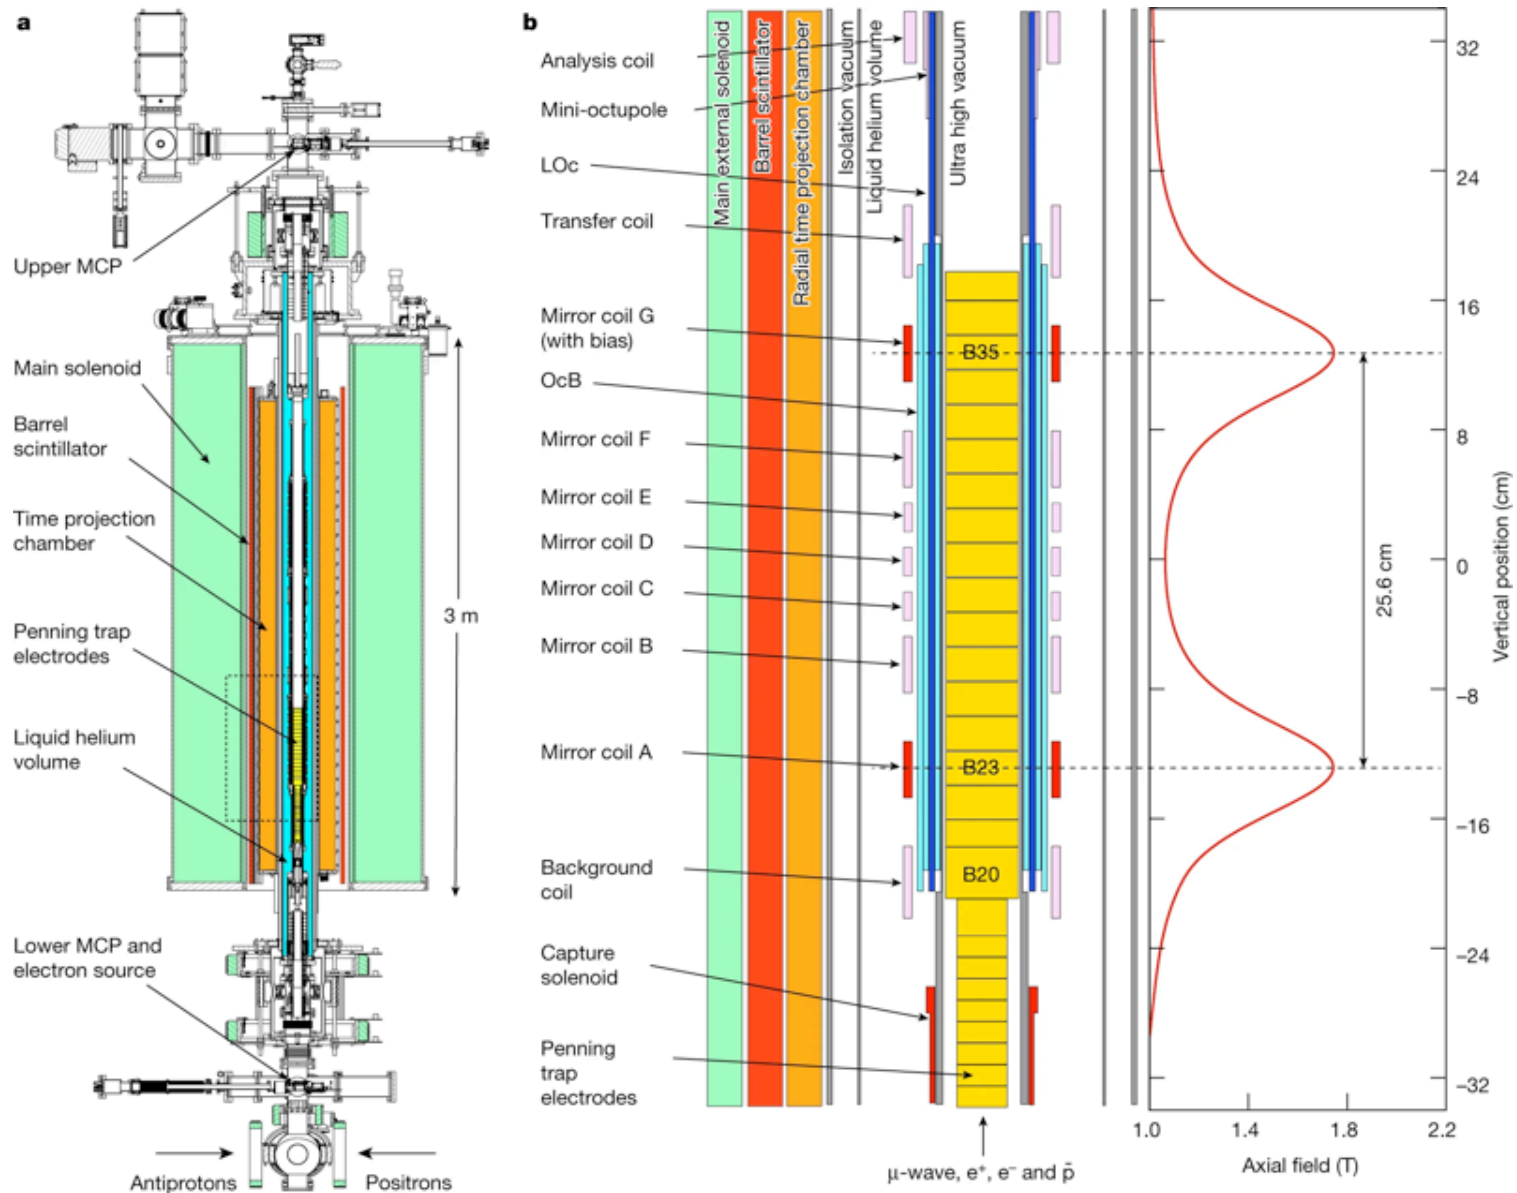 a
Upper MCP
Main solenoid
Barrel
scintillator
Time projection
chamber
Penning trap
electrodes
Liquid helium
volume
Lower MCP and
electron source
3 m
Antiprotons
Positrons
b
Analysis coil
Mini-octupole
LOc
Transfer coil
Mirror coil G
(with bias)
OcB
Mirror coil F
Mirror coil E
Mirror coil D
Mirror coil C
Mirror coil B
Mirror coil A
Background
coil
Capture
solenoid
Penning
trap
electrodes
Main external solenoid
Barrel scintillator
Radial time projection chamber
Isolation vacuum
Liquid helium volume
Ultra high vacuum
B35
B23
B20
μ-wave, e⁺, e⁻ and p̄
25.6 cm
32
24
16
8
0
–8
–16
–24
–32
Vertical position (cm)
1.0
1.4
1.8
2.2
Axial field (T)